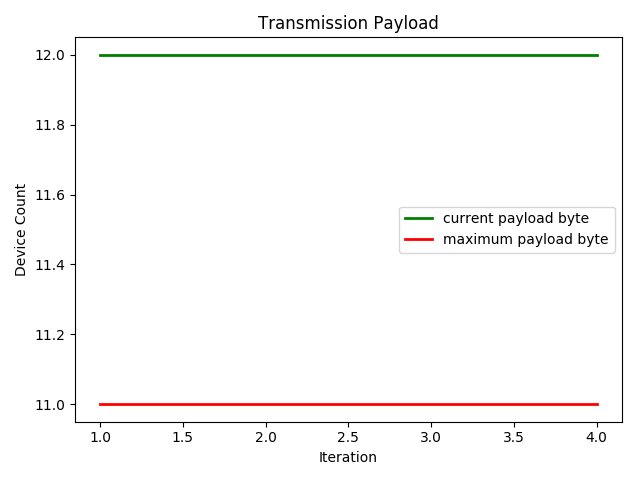 Transmission Payload
12.0
11.8
11.6
11.4
11.2
11.0
Device Count
current payload byte
maximum payload byte
1.0 1.5 2.0 2.5 3.0 3.5 4.0
Iteration